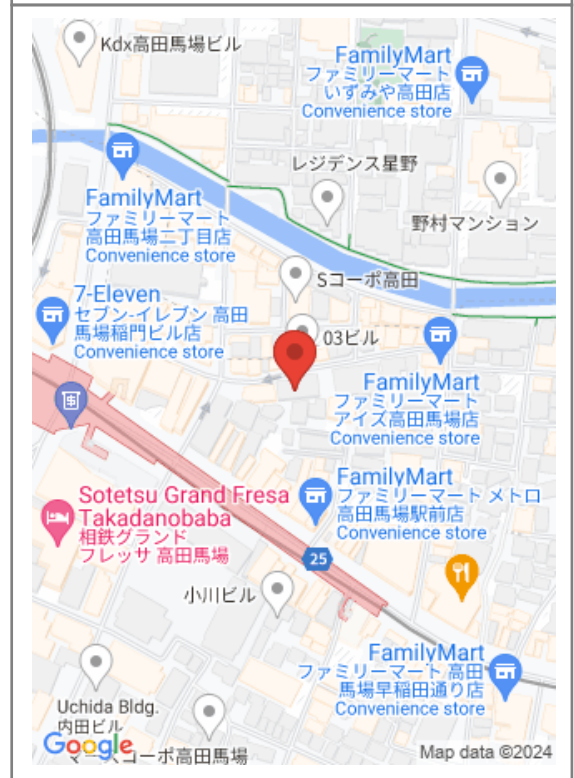 Kdx高田馬場ビル
FamilyMart
ファミリーマート
いずみや高田店
Convenience store
レジデンス星野
FamilyMart
ファミリーマート
高田馬場二丁目店
Convenience store
野村マンション
Sコーポ高田
7-Eleven
セブン-イレブン 高田
馬場稲門ビル店
Convenience store
03ビル
FamilyMart
ファミリーマート
アイズ高田馬場店
Convenience store
FamilyMart
ファミリーマート メトロ
高田馬場駅前店
Convenience store
Sotetsu Grand Fresa
Takadanobaba
相鉄グランド
フレッサ 高田馬場
25
小川ビル
FamilyMart
ファミリーマート 高田
馬場早稲田通り店
Convenience store
Uchida Bldg.
内田ビル
Google
コーポ高田馬場
Map data ©2024